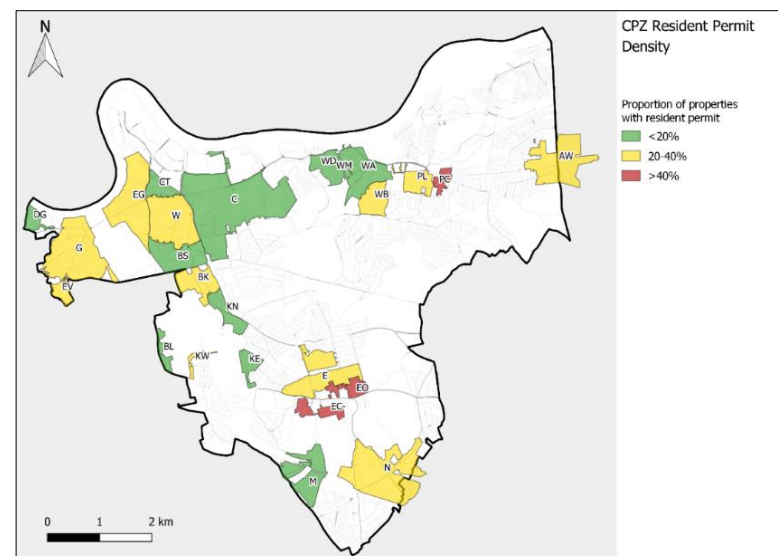 N
CPZ Resident Permit
Density
Proportion of properties
with resident permit
<20%
20-40%
>40%
WD
WM
WA
AW
CT
PL
PC
EG
C
WB
DG
W
G
BS
EV
BK
KN
BL
KW
KE
E
EO
EC
N
M
0 1 2 km